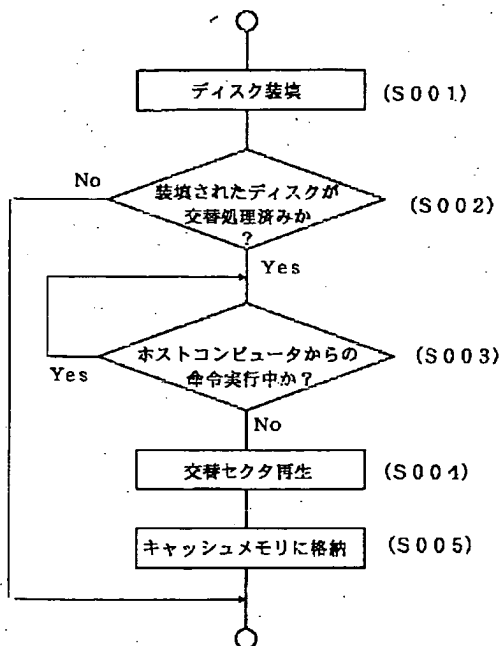 ディスク装填
(S001)
No
装填されたディスクが
交替処理済みか
?
(S002)
Yes
ホストコンピュータからの
命令実行中か?
(S003)
Yes
No
交替セクタ再生
(S004)
キャッシュメモリに格納
(S005)